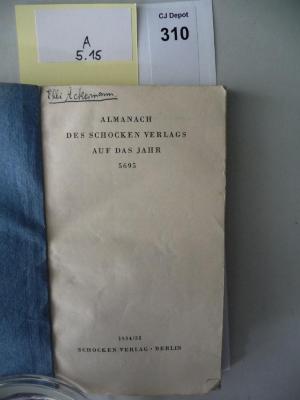 A
5.15
CJ Depot
310
Ackermann
ALMANACH
DES SCHOCKEN VERLAGS
AUF DAS JAHR
5695
1934/35
SCHOCKEN VERLAG · BERLIN